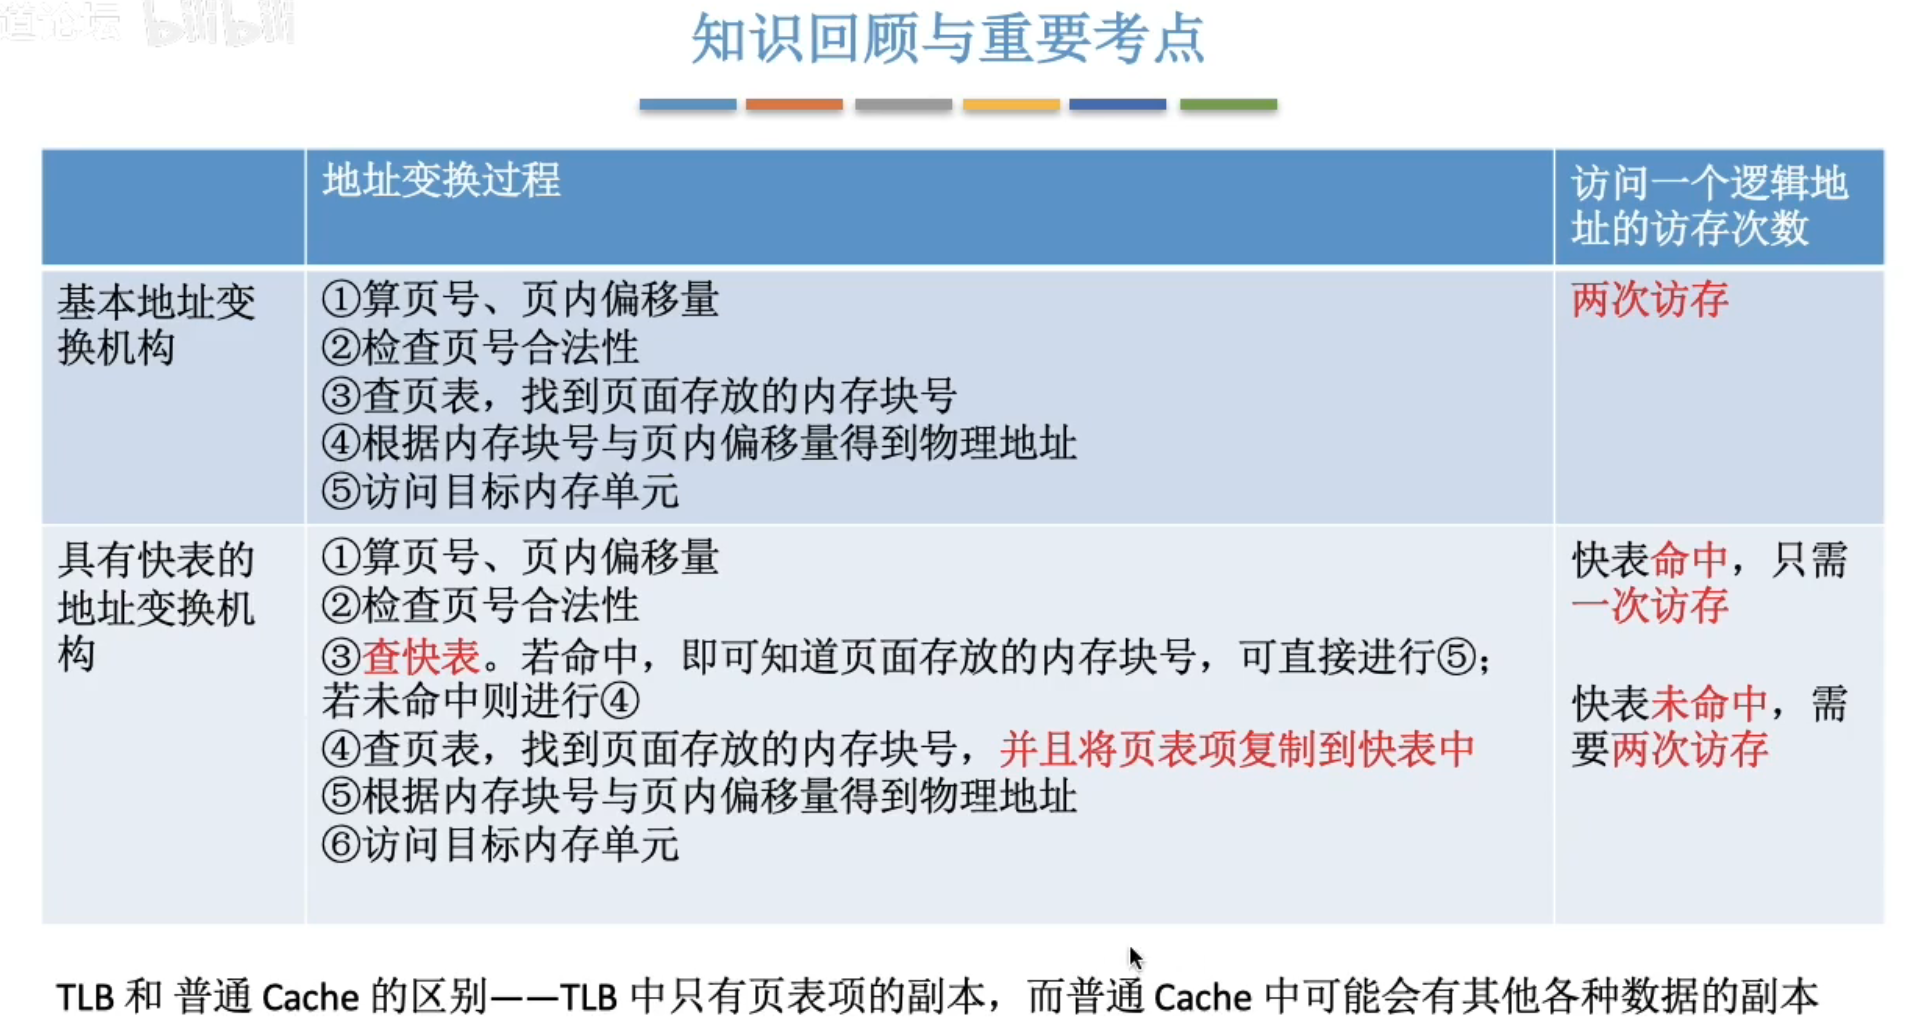 道论坛 bilibili
知识回顾与重要考点
地址变换过程
访问一个逻辑地
址的访存次数
基本地址变
换机构
①算页号、页内偏移量
②检查页号合法性
③查页表，找到页面存放的内存块号
④根据内存块号与页内偏移量得到物理地址
⑤访问目标内存单元
两次访存
具有快表的
地址变换机
构
①算页号、页内偏移量
②检查页号合法性
③查快表。若命中，即可知道页面存放的内存块号，可直接进行⑤；
若未命中则进行④
④查页表，找到页面存放的内存块号，并且将页表项复制到快表中
⑤根据内存块号与页内偏移量得到物理地址
⑥访问目标内存单元
快表命中，只需
一次访存
快表未命中，需
要两次访存
TLB 和 普通 Cache 的区别——TLB 中只有页表项的副本，而普通 Cache 中可能会有其他各种数据的副本